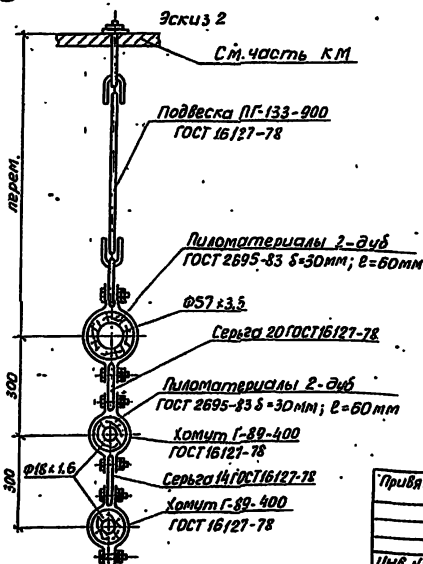 Эскиз 2
См. часть КМ
Подвеска ПГ-133-900
ГОСТ 16127-78
перем.
Пиломатериалы 2-дуб
ГОСТ 2695-83 δ=30мм; ℓ=60мм
Ф57×3.5
Серьга 20 ГОСТ 16127-78
300
Пиломатериалы 2-дуб
ГОСТ 2695-83 δ=30мм; ℓ=60мм
Хомут Г-89-400
ГОСТ 16127-78
Ф18×1.6
Серьга 14 ГОСТ 16127-78
300
Хомут Г-89-400
ГОСТ 16127-78
Привя